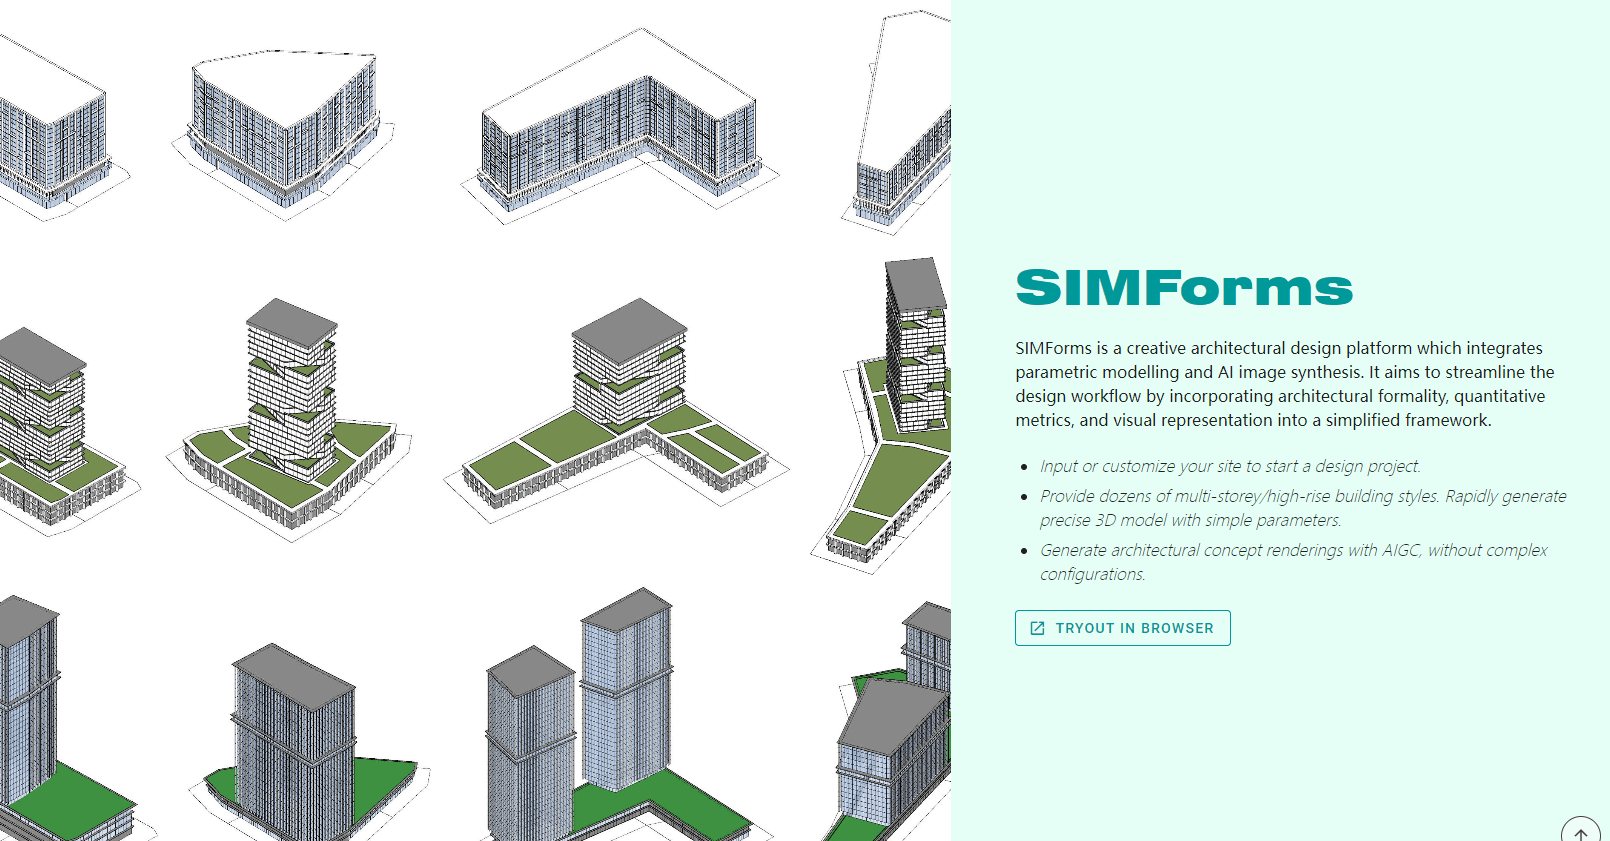 SIMForms
SIMForms is a creative architectural design platform which integrates
parametric modelling and AI image synthesis. It aims to streamline the
design workflow by incorporating architectural formality, quantitative
metrics, and visual representation into a simplified framework.
Input or customize your site to start a design project.
Provide dozens of multi-storey/high-rise building styles. Rapidly generate
precise 3D model with simple parameters.
Generate architectural concept renderings with AIGC, without complex
configurations.
TRYOUT IN BROWSER